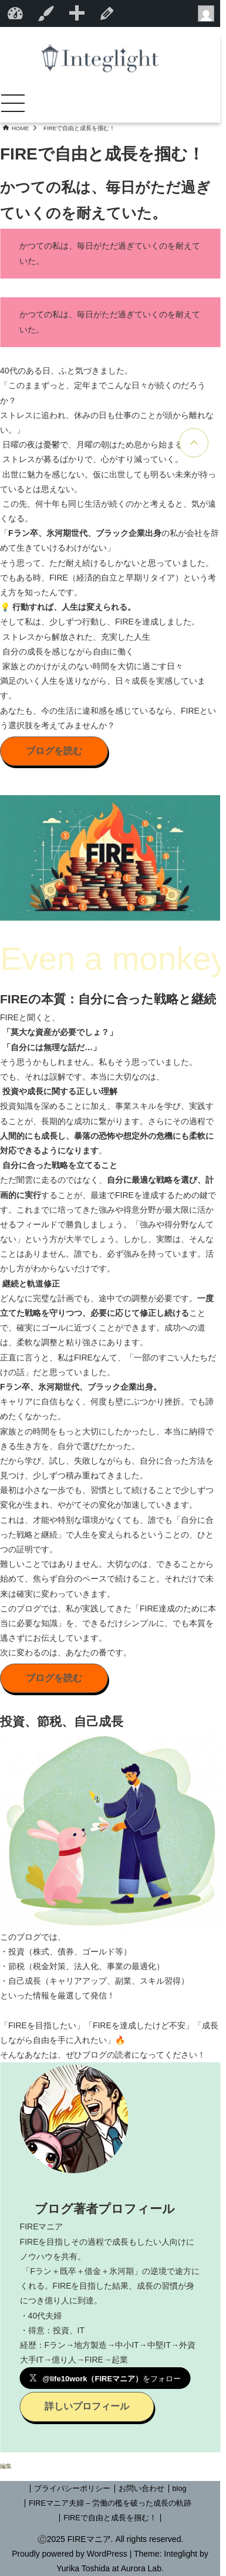 Integlight
HOME > FIREで自由と成長を掴む！
FIREで自由と成長を掴む！
かつての私は、毎日がただ過ぎ
ていくのを耐えていた。
かつての私は、毎日がただ過ぎていくのを耐えて
いた。
かつての私は、毎日がただ過ぎていくのを耐えて
いた。
40代のある日、ふと気づきました。
「このままずっと、定年までこんな日々が続くのだろう
か？
ストレスに追われ、休みの日も仕事のことが頭から離れな
い。」
日曜の夜は憂鬱で、月曜の朝はため息から始まる
ストレスが募るばかりで、心がすり減っていく。
出世に魅力を感じない。仮に出世しても明るい未来が待っ
ているとは思えない。
この先、何十年も同じ生活が続くのかと考えると、気が遠
くなる。
「Fラン卒、氷河期世代、ブラック企業出身の私が会社を辞
めて生きていけるわけがない」
そう思って、ただ耐え続けるしかないと思っていました。
でもある時、FIRE（経済的自立と早期リタイア）という考
え方を知ったんです。
💡 行動すれば、人生は変えられる。
そして私は、少しずつ行動し、FIREを達成しました。
ストレスから解放された、充実した人生
自分の成長を感じながら自由に働く
家族とのかけがえのない時間を大切に過ごす日々
満足のいく人生を送りながら、日々成長を実感していま
す。
あなたも、今の生活に違和感を感じているなら、FIREとい
う選択肢を考えてみませんか？
ブログを読む
FIRE
Even a monkey
FIREの本質：自分に合った戦略と継続
FIREと聞くと、
「莫大な資産が必要でしょ？」
「自分には無理な話だ…」
そう思うかもしれません。私もそう思っていました。
でも、それは誤解です。本当に大切なのは、
投資や成長に関する正しい理解
投資知識を深めることに加え、事業スキルを学び、実践す
ることが、長期的な成功に繋がります。さらにその過程で
人間的にも成長し、暴落の恐怖や想定外の危機にも柔軟に
対応できるようになります。
自分に合った戦略を立てること
ただ闇雲に走るのではなく、自分に最適な戦略を選び、計
画的に実行することが、最速でFIREを達成するための鍵で
す。これまでに培ってきた強みや得意分野が最大限に活か
せるフィールドで勝負しましょう。「強みや得分野なんて
ない」という方が大半でしょう。しかし、実際は、そんな
ことはありません。誰でも、必ず強みを持っています。活
かし方がわからないだけです。
継続と軌道修正
どんなに完璧な計画でも、途中での調整が必要です。一度
立てた戦略を守りつつ、必要に応じて修正し続けること
で、確実にゴールに近づくことができます。成功への道
は、柔軟な調整と粘り強さにあります。
正直に言うと、私はFIREなんて、「一部のすごい人たちだ
けの話」だと思っていました。
Fラン卒、氷河期世代、ブラック企業出身。
キャリアに自信もなく、何度も壁にぶつかり挫折。でも諦
めたくなかった。
家族との時間をもっと大切にしたかったし、本当に納得で
きる生き方を、自分で選びたかった。
だから学び、試し、失敗しながらも、自分に合った方法を
見つけ、少しずつ積み重ねてきました。
最初は小さな一歩でも、習慣として続けることで少しずつ
変化が生まれ、やがてその変化が加速していきます。
これは、才能や特別な環境がなくても、誰でも「自分に合
った戦略と継続」で人生を変えられるということの、ひと
つの証明です。
難しいことではありません。大切なのは、できることから
始めて、焦らず自分のペースで続けること。それだけで未
来は確実に変わっていきます。
このブログでは、私が実践してきた「FIRE達成のために本
当に必要な知識」を、できるだけシンプルに、でも本質を
逃さずにお伝えしています。
次に変わるのは、あなたの番です。
ブログを読む
投資、節税、自己成長
このブログでは、
・投資（株式、債券、ゴールド等）
・節税（税金対策、法人化、事業の最適化）
・自己成長（キャリアアップ、副業、スキル習得）
といった情報を厳選して発信！
「FIREを目指したい」「FIREを達成したけど不安」「成長
しながら自由を手に入れたい」🔥
そんなあなたは、ぜひブログの読者になってください！
ブログ著者プロフィール
FIREマニア
FIREを目指しその過程で成長もしたい人向けに
ノウハウを共有。
「Fラン＋既卒＋借金＋氷河期」の逆境で途方に
くれる。FIREを目指した結果、成長の習慣が身
につき億り人に到達。
・40代夫婦
・得意：投資、IT
経歴：Fラン→地方製造→中小IT→中堅IT→外資
大手IT→億り人→FIRE→起業
𝕏 @life10work（FIREマニア）をフォロー
詳しいプロフィール
編集
| プライバシーポリシー | お問い合わせ | blog
| FIREマニア夫婦 – 労働の檻を破った成長の軌跡
| FIREで自由と成長を掴む！ |
©2025 FIREマニア. All rights reserved.
Proudly powered by WordPress | Theme: Integlight by
Yurika Toshida at Aurora Lab.